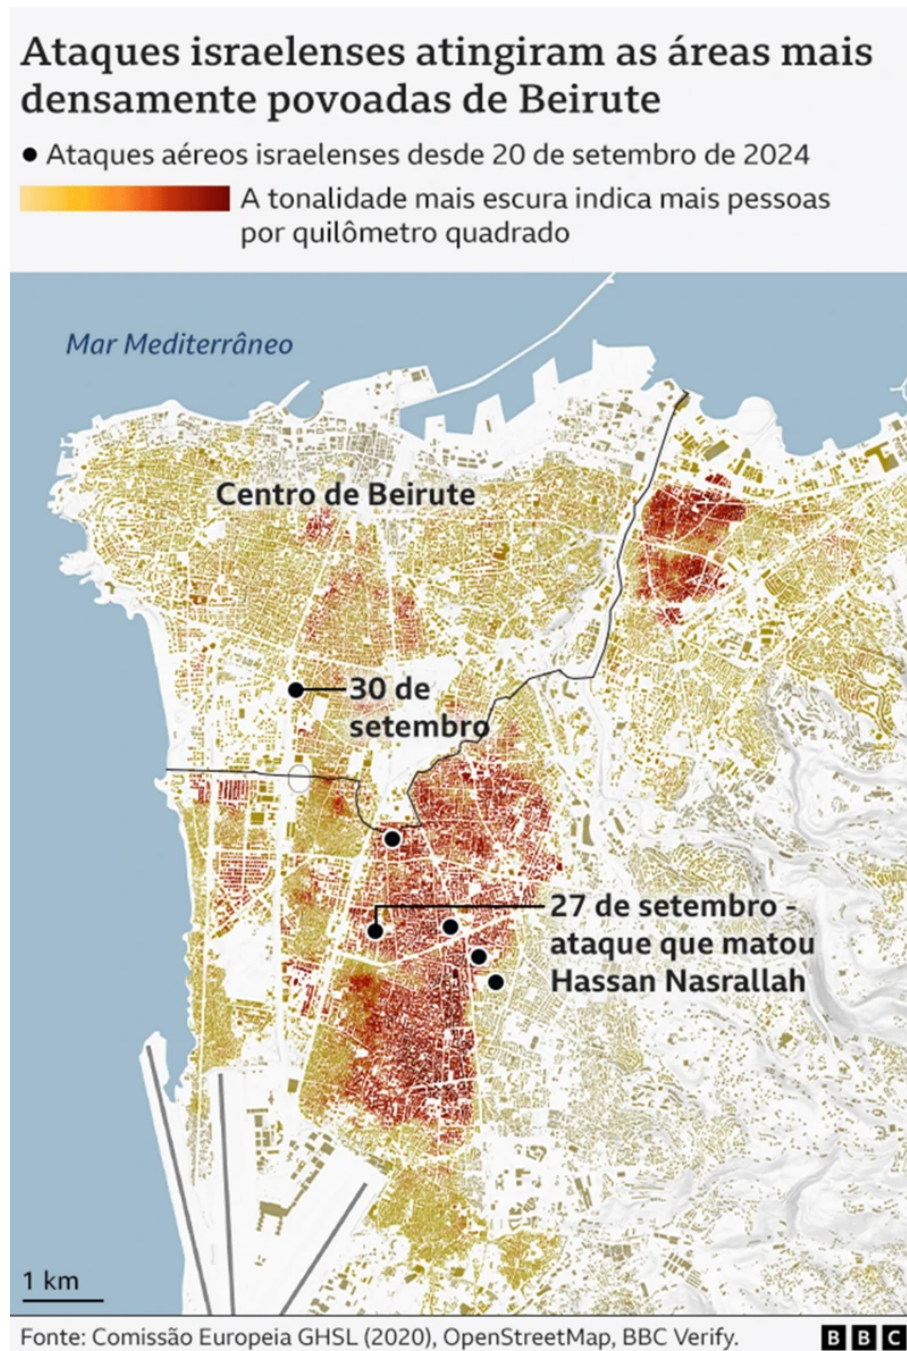 Ataques israelenses atingiram as áreas mais
densamente povoadas de Beirute
Ataques aéreos israelenses desde 20 de setembro de 2024
A tonalidade mais escura indica mais pessoas
por quilômetro quadrado
Mar Mediterrâneo
Centro de Beirute
30 de
setembro
27 de setembro -
ataque que matou
Hassan Nasrallah
1 km
Fonte: Comissão Europeia GHSL (2020), OpenStreetMap, BBC Verify.
BBC